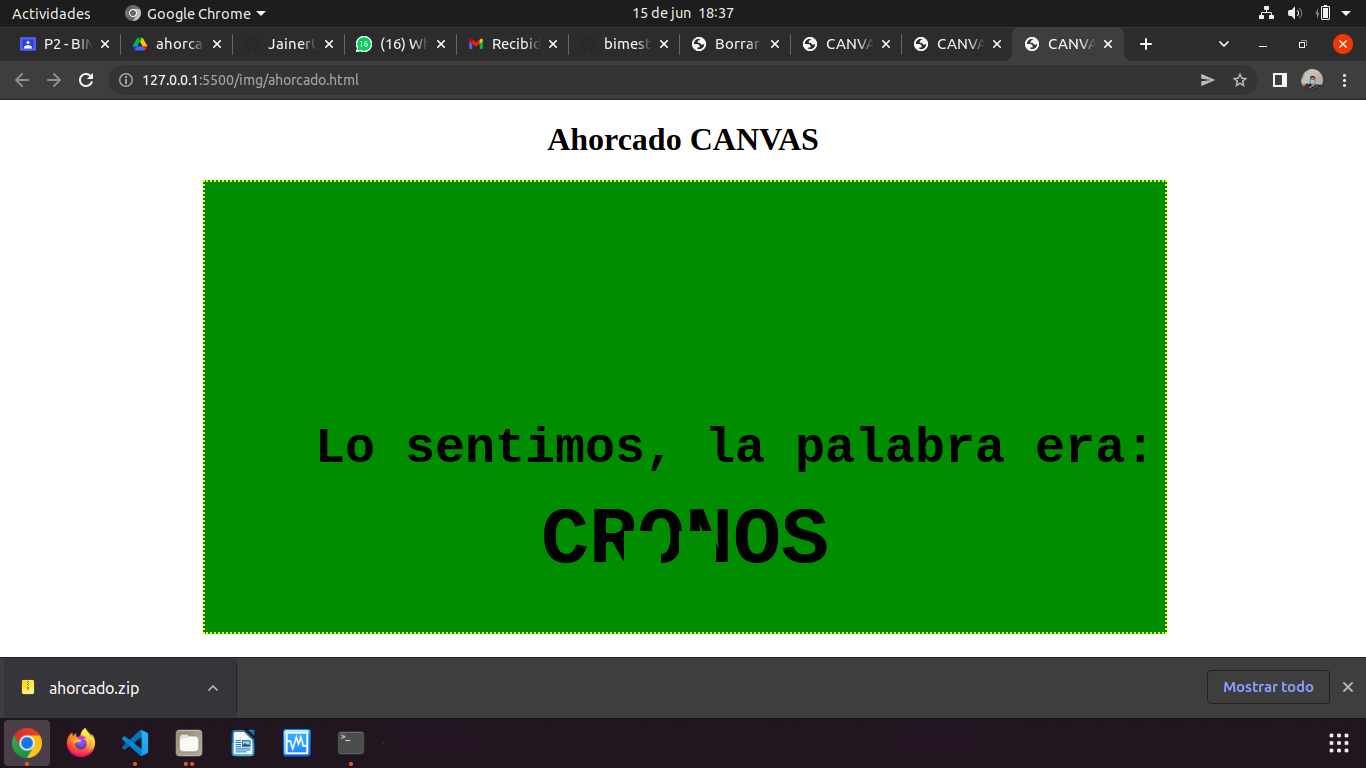 Actividades Google Chrome 15 de jun 18:37
P2 - BIM ahorca JainerU (16) Wh Recibid bimest Borrar CANVA CANVA CANVA
127.0.0.1:5500/img/ahorcado.html
Ahorcado CANVAS
Lo sentimos, la palabra era:
CRONOS
ahorcado.zip Mostrar todo